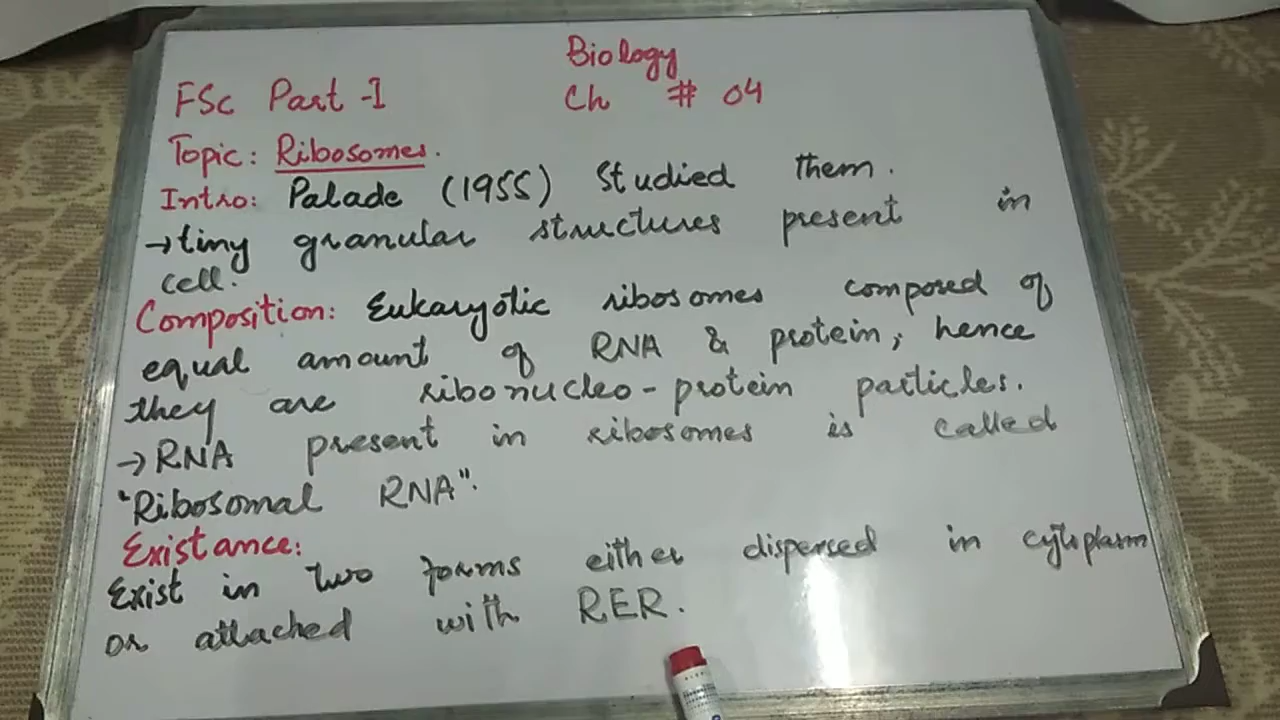 Biology
FSc Part-I Ch # 04
Topic: Ribosomes.
Intro: Palade (1955) Studied them.
→tiny granular structures present in
cell.
Composition: Eukaryotic ribosomes composed of
equal amount of RNA & protein, hence
they are ribonucleo-protein particles.
→RNA present in ribosomes is called
"Ribosomal RNA".
Existance:
Exist in two forms either dispersed in cytoplasm
or attached with RER.